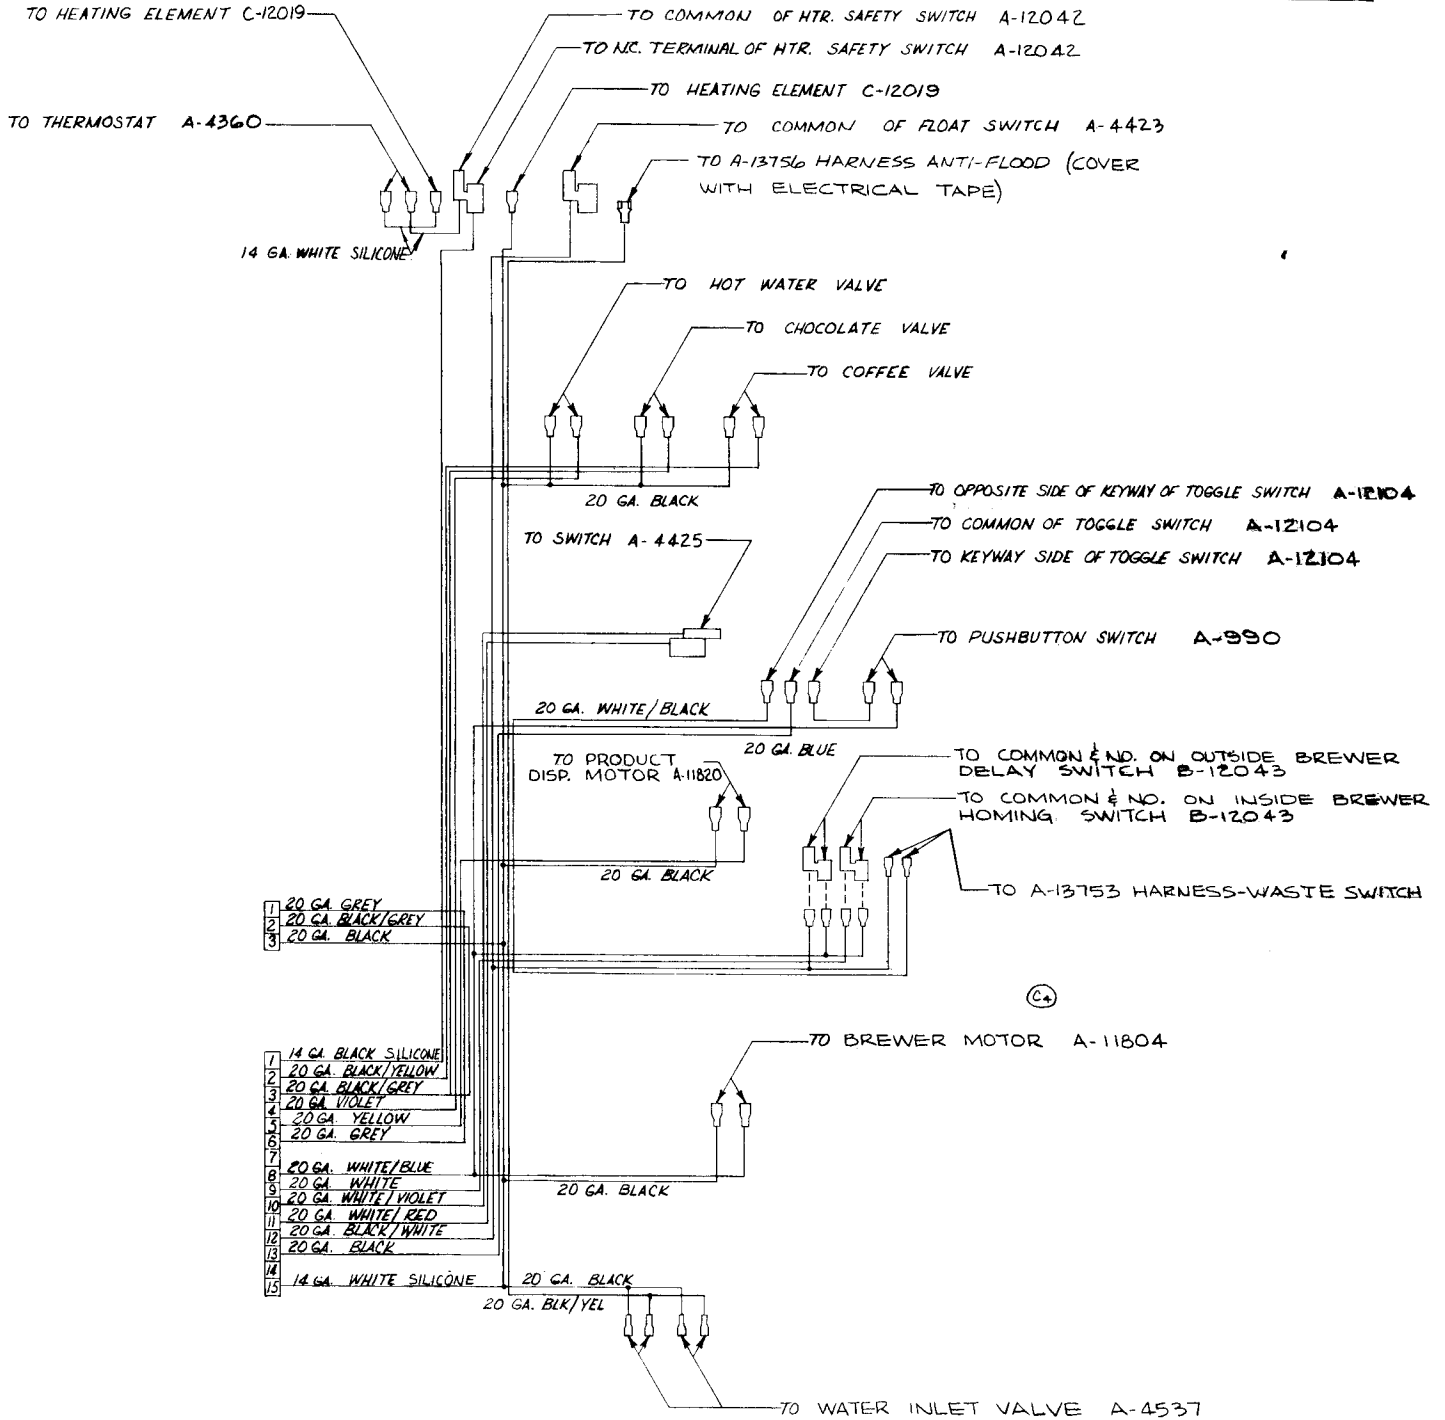 TO HEATING ELEMENT C-12019
TO COMMON OF HTR. SAFETY SWITCH A-12042
TO N.C. TERMINAL OF HTR. SAFETY SWITCH A-12042
TO HEATING ELEMENT C-12019
TO THERMOSTAT A-4360
TO COMMON OF FLOAT SWITCH A-4423
TO A-13756 HARNESS ANTI-FLOOD (COVER
WITH ELECTRICAL TAPE)
14 GA. WHITE SILICONE
TO HOT WATER VALVE
TO CHOCOLATE VALVE
TO COFFEE VALVE
20 GA. BLACK
TO OPPOSITE SIDE OF KEYWAY OF TOGGLE SWITCH A-12104
TO COMMON OF TOGGLE SWITCH A-12104
TO SWITCH A-4425
TO KEYWAY SIDE OF TOGGLE SWITCH A-12104
TO PUSHBUTTON SWITCH A-990
20 GA. WHITE/BLACK
20 GA. BLUE
TO PRODUCT
DISP. MOTOR A-11820
TO COMMON & NO. ON OUTSIDE BREWER
DELAY SWITCH B-12043
TO COMMON & NO. ON INSIDE BREWER
HOMING SWITCH B-12043
20 GA. BLACK
TO A-13753 HARNESS-WASTE SWITCH
1 20 GA. GREY
2 20 GA. BLACK/GREY
3 20 GA. BLACK
C4
TO BREWER MOTOR A-11804
1 14 GA. BLACK SILICONE
2 20 GA. BLACK/YELLOW
3 20 GA. BLACK/GREY
4 20 GA. VIOLET
5 20 GA. YELLOW
6 20 GA. GREY
7
8 20 GA. WHITE/BLUE
9 20 GA. WHITE
10 20 GA. WHITE/VIOLET
11 20 GA. WHITE/RED
12 20 GA. BLACK/WHITE
13 20 GA. BLACK
14
15 14 GA. WHITE SILICONE
20 GA. BLACK
20 GA. BLACK
20 GA. BLK/YEL
TO WATER INLET VALVE A-4537